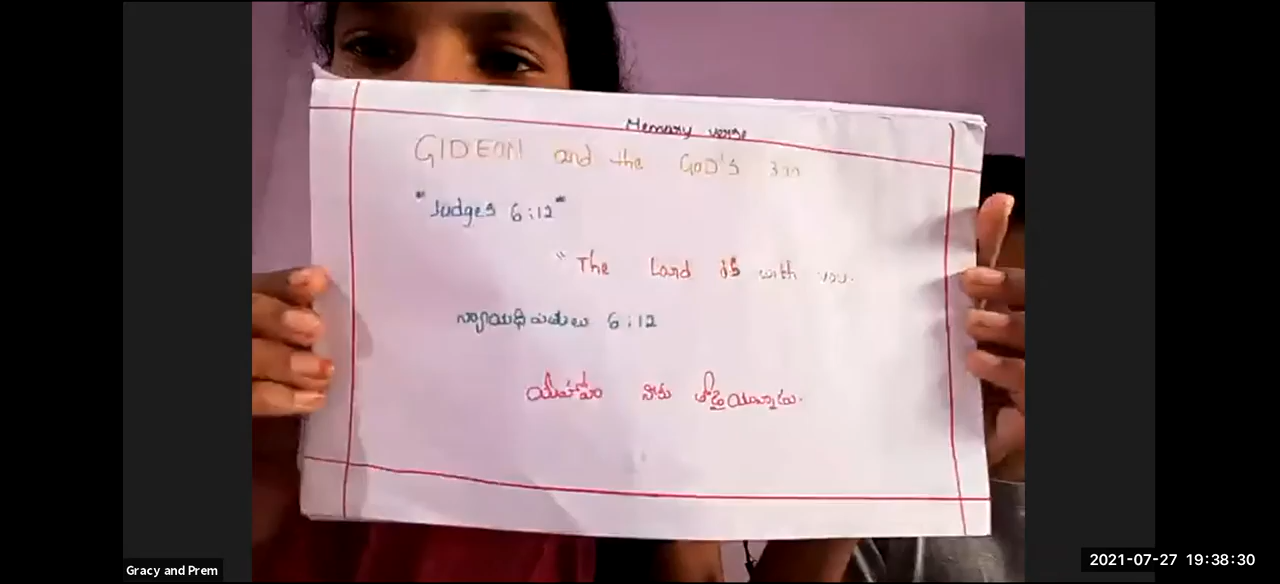 Memory verse
GIDEON and the GOD'S 300
"Judges 6:12"
"The Lord is with you.
న్యాయాధిపతులు 6:12
యెహోవా నీకు తోడైయున్నాడు.
Gracy and Prem
2021-07-27 19:38:30